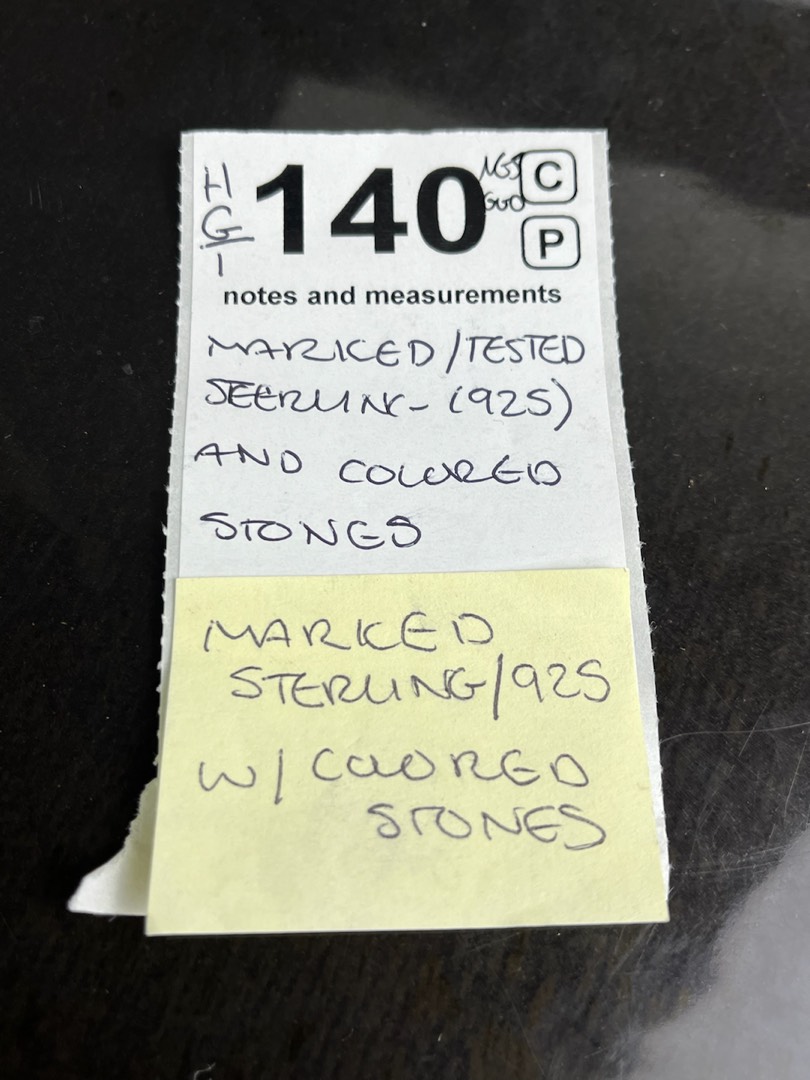 H
G
1
140
C
P
notes and measurements
MARKED/TESTED
STERLING (925)
AND COLORED
STONES
MARKED
STERLING/925
W/ COLORED
STONES